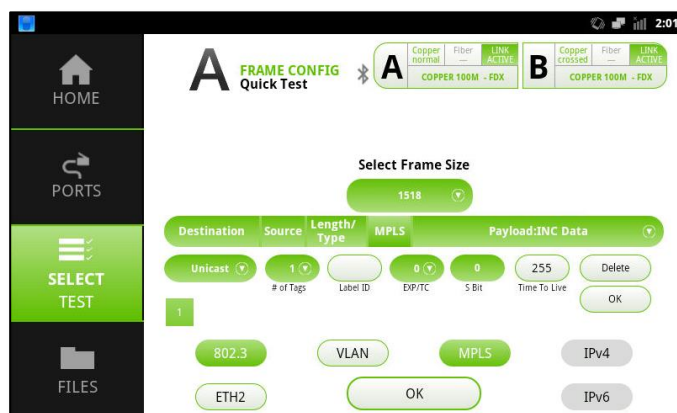 2:01
HOME
PORTS
SELECT
TEST
FILES
A
FRAME CONFIG
Quick Test
A
Copper
normal
Fiber
—
LINK
ACTIVE
COPPER 100M - FDX
B
Copper
crossed
Fiber
—
LINK
ACTIVE
COPPER 100M - FDX
Select Frame Size
1518
Destination
Source
Length/
Type
MPLS
Payload:INC Data
Unicast
1
# of Tags
Label ID
0
EXP/TC
0
S Bit
255
Time To Live
Delete
OK
1
802.3
VLAN
MPLS
IPv4
ETH2
OK
IPv6